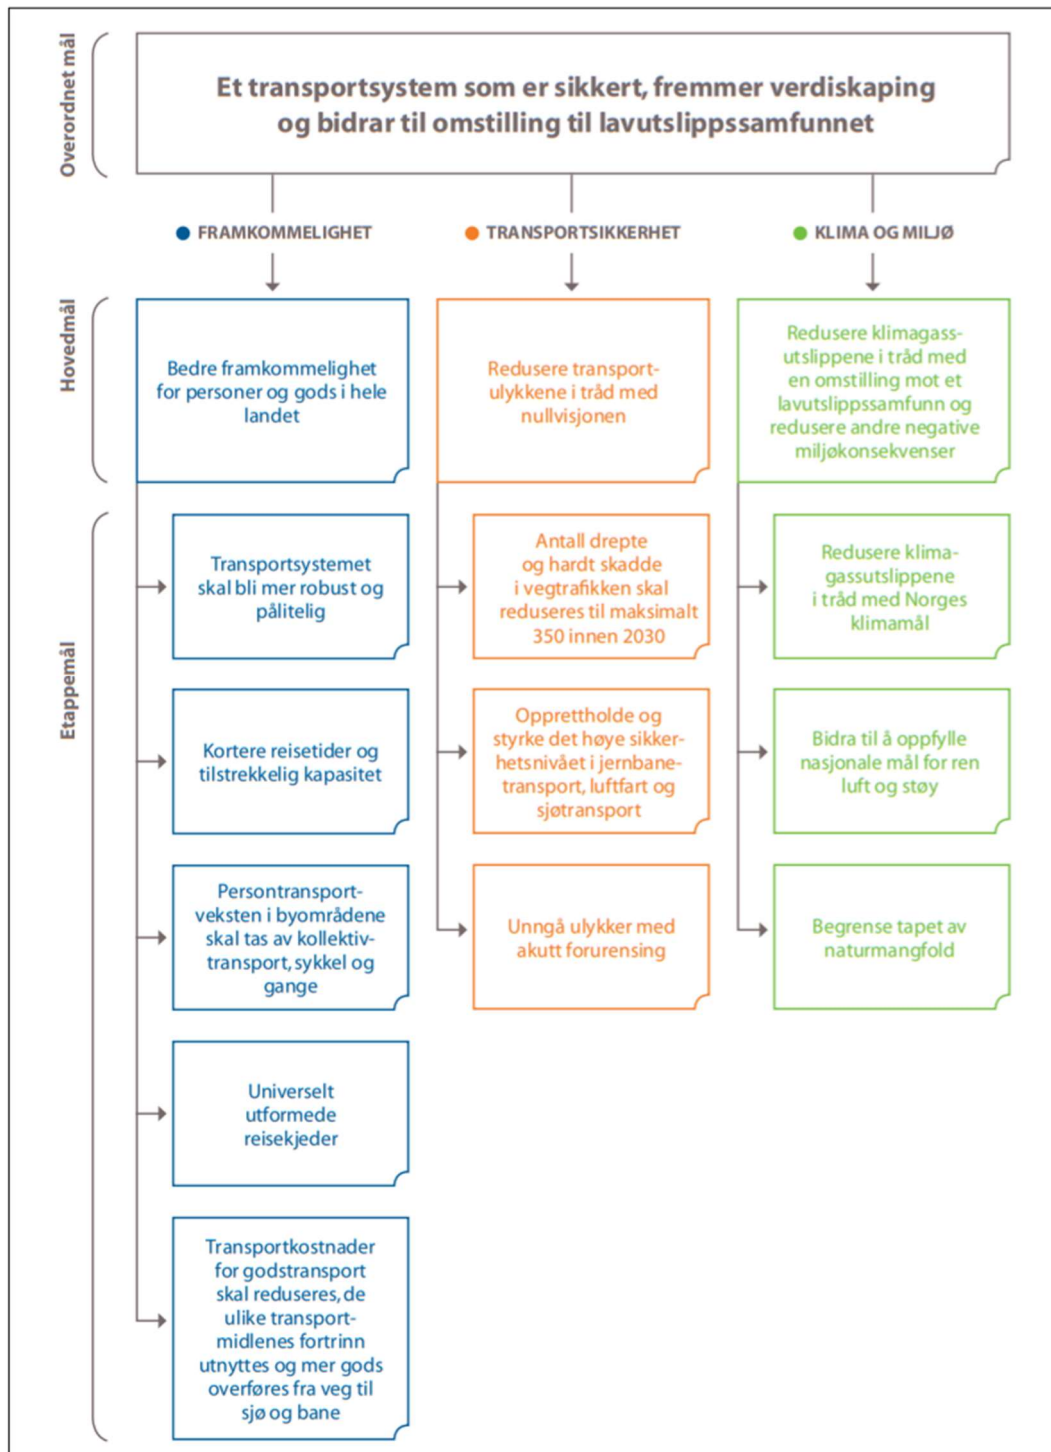 Overordnet mål
Et transportsystem som er sikkert, fremmer verdiskaping
og bidrar til omstilling til lavutslippssamfunnet
FRAMKOMMELIGHET
TRANSPORTSIKKERHET
KLIMA OG MILJØ
Hovedmål
Bedre framkommelighet
for personer og gods i hele
landet
Redusere transport-
ulykkene i tråd med
nullvisjonen
Redusere klimagass-
utslippene i tråd med
en omstilling mot et
lavutslippssamfunn og
redusere andre negative
miljøkonsekvenser
Etappemål
Transportsystemet
skal bli mer robust og
pålitelig
Kortere reisetider og
tilstrekkelig kapasitet
Persontransport-
veksten i byområdene
skal tas av kollektiv-
transport, sykkel og
gange
Universelt
utformede
reisekjeder
Transportkostnader
for godstransport
skal reduseres, de
ulike transport-
midlenes fortrinn
utnyttes og mer gods
overføres fra veg til
sjø og bane
Antall drepte
og hardt skadde
i vegtrafikken skal
reduseres til maksimalt
350 innen 2030
Opprettholde og
styrke det høye sikker-
hetsnivået i jernbane-
transport, luftfart og
sjøtransport
Unngå ulykker med
akutt forurensing
Redusere klima-
gassutslippene
i tråd med Norges
klimamål
Bidra til å oppfylle
nasjonale mål for ren
luft og støy
Begrense tapet av
naturmangfold